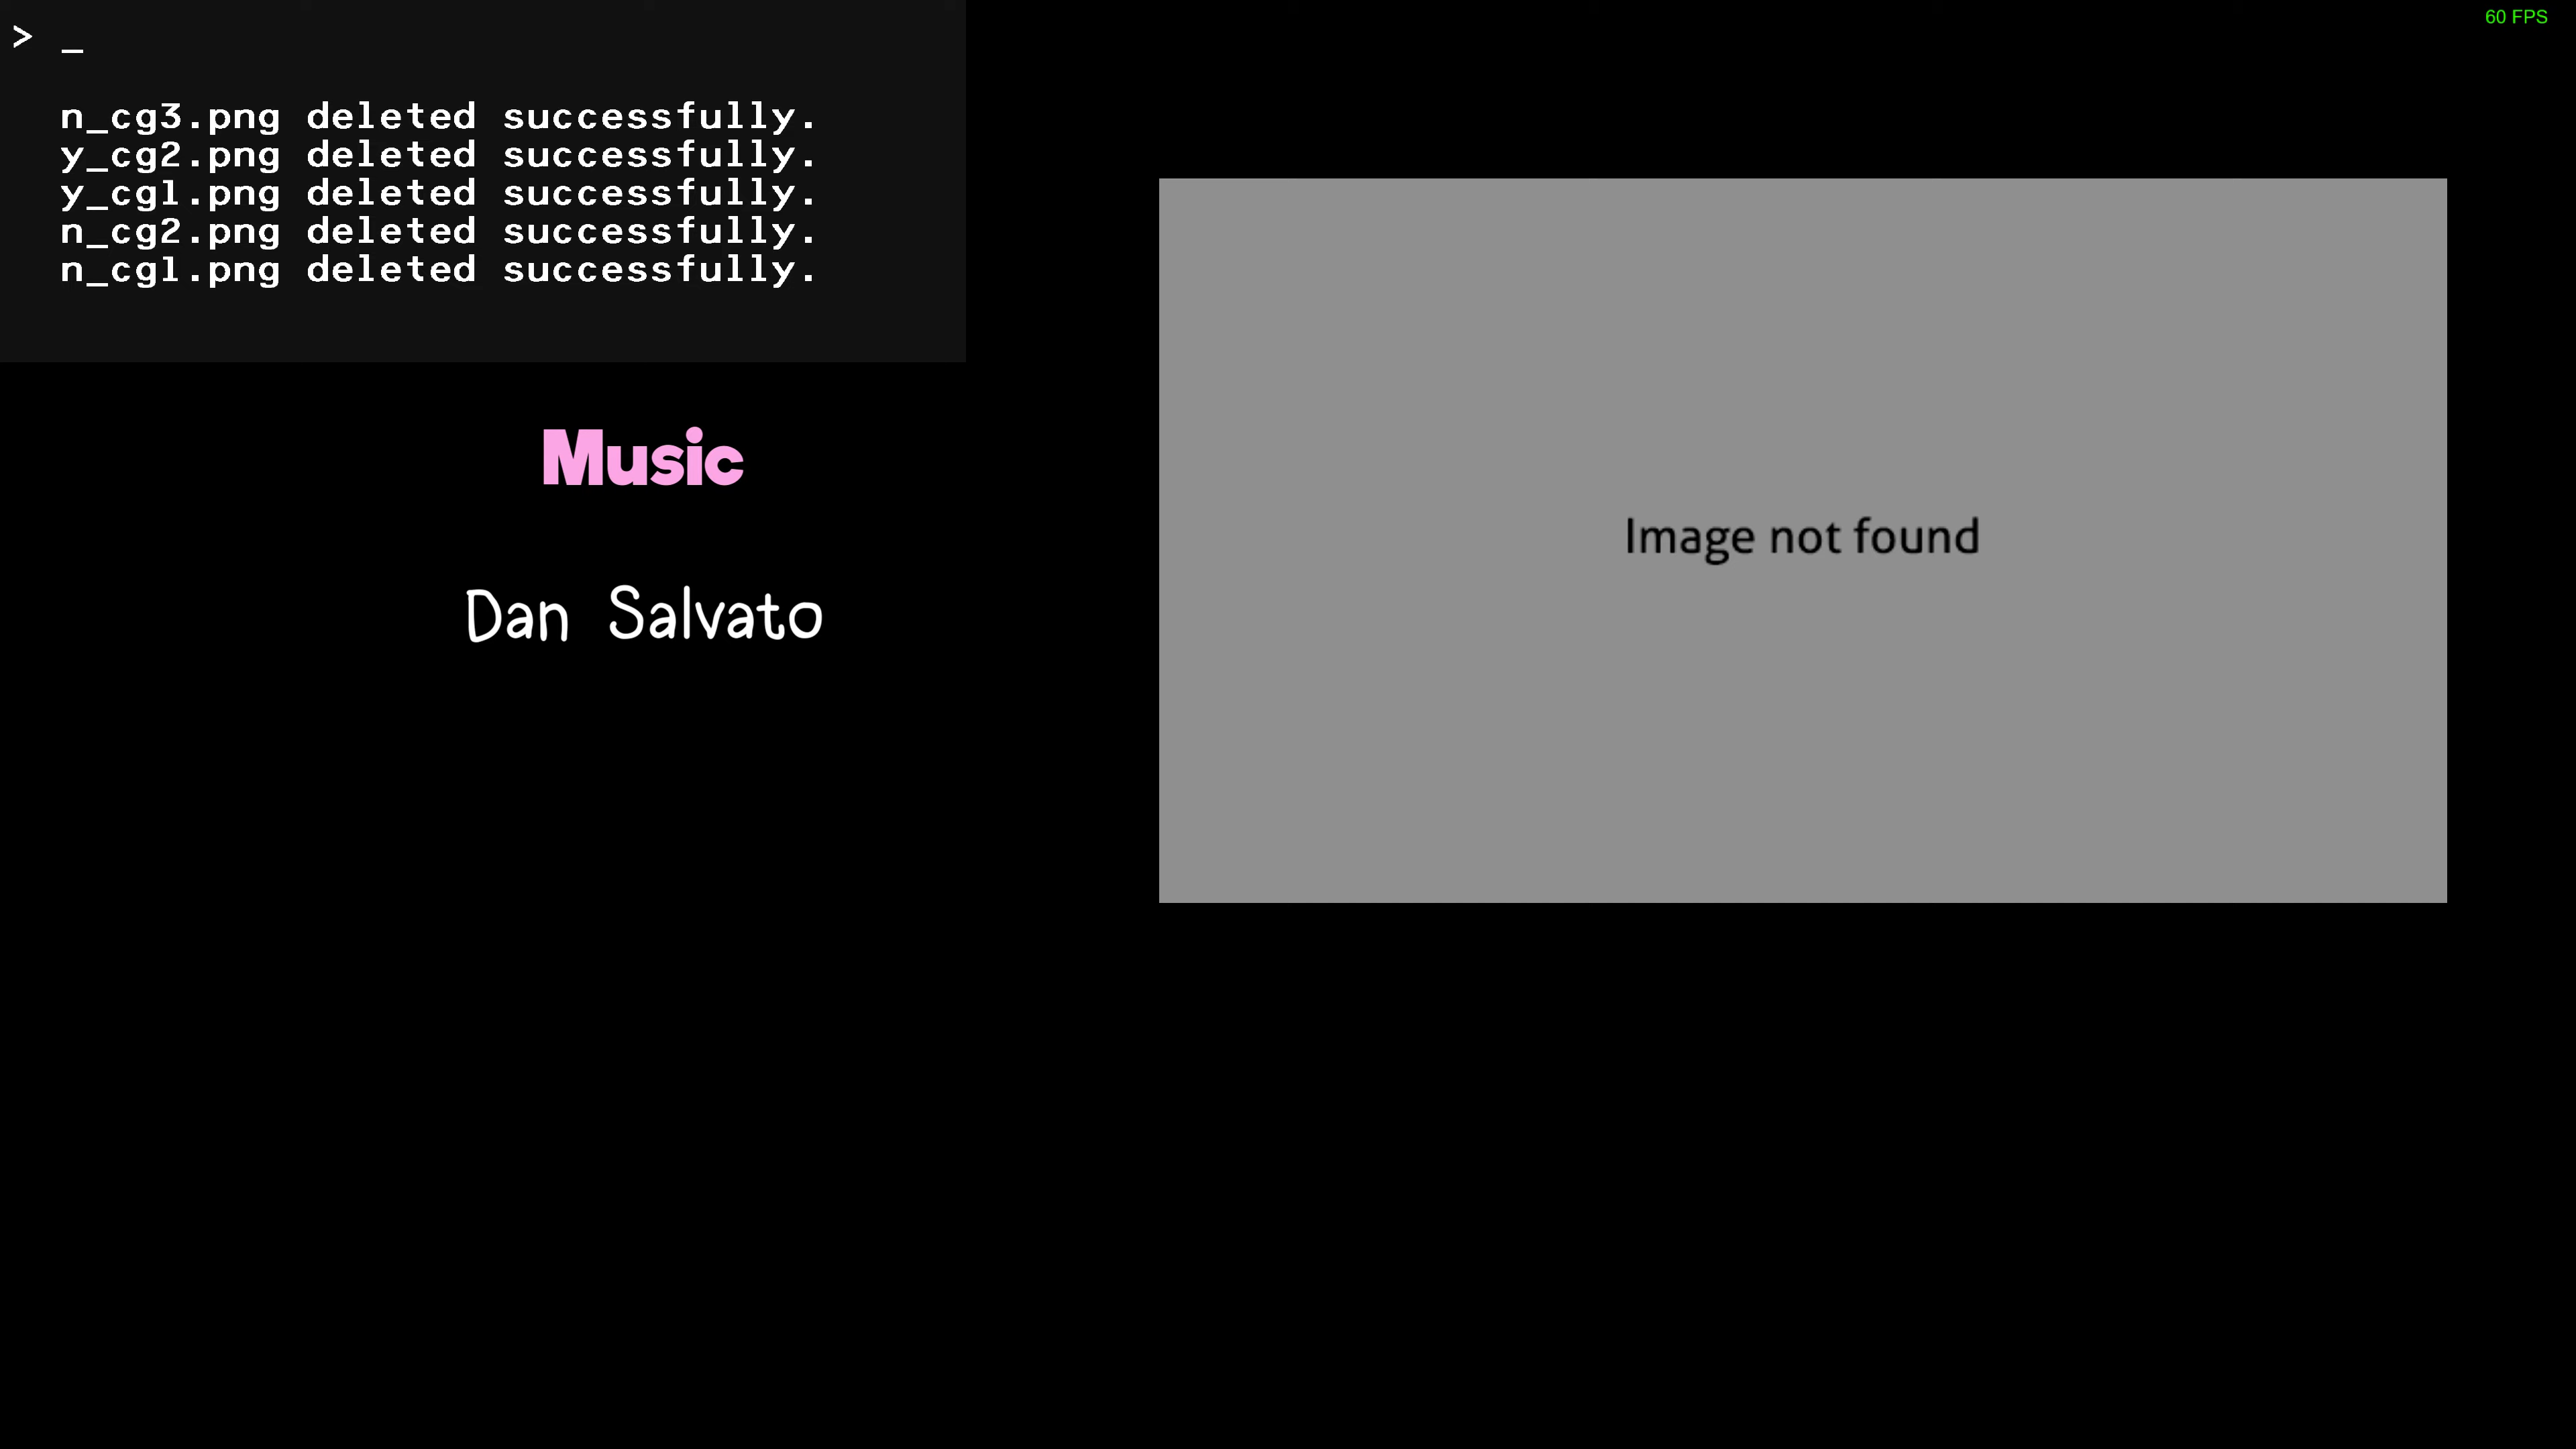 > _
n_cg3.png deleted successfully.
y_cg2.png deleted successfully.
y_cg1.png deleted successfully.
n_cg2.png deleted successfully.
n_cg1.png deleted successfully.
60 FPS
Music
Dan Salvato
Image not found